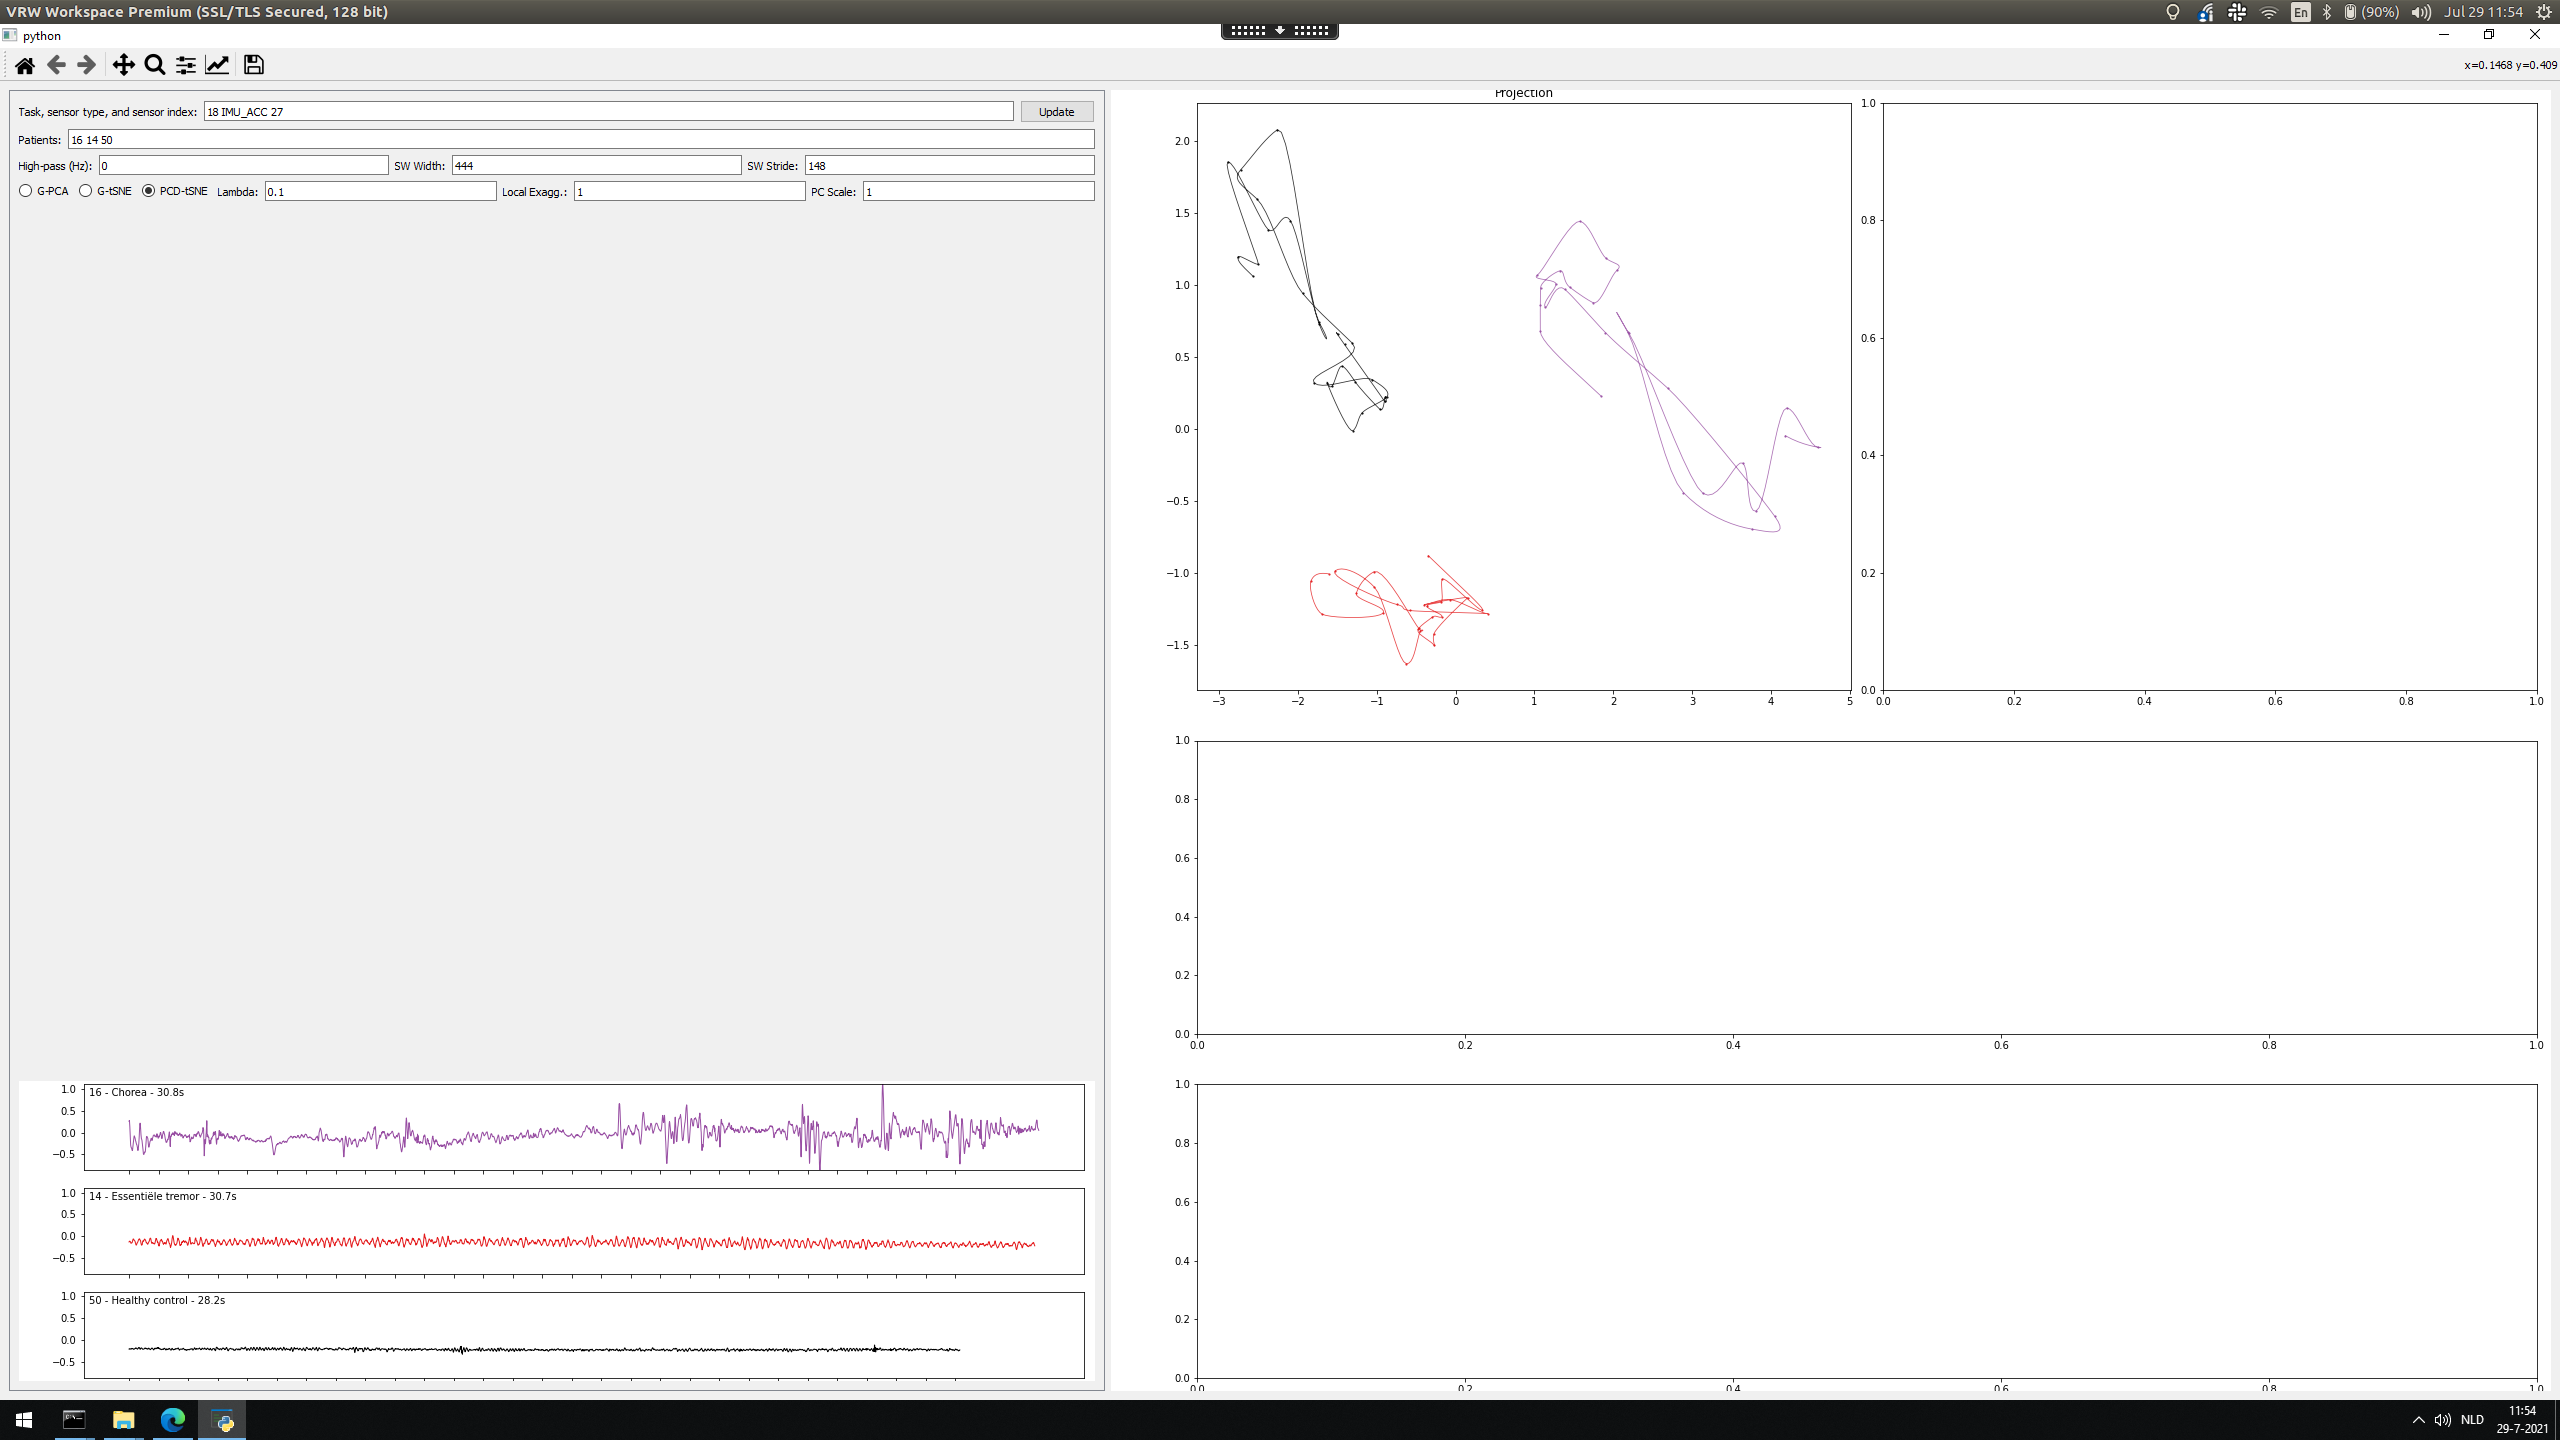 VRW Workspace Premium (SSL/TLS Secured, 128 bit)
En (90%) Jul 29 11:54
python
x=0.1468 y=0.409
Task, sensor type, and sensor index: 18 IMU_ACC 27 Update
Patients: 16 14 50
High-pass (Hz): 0 SW Width: 444 SW Stride: 148
G-PCA G-tSNE PCD-tSNE Lambda: 0.1 Local Exagg.: 1 PC Scale: 1
1.0
0.5
0.0
−0.5
16 - Chorea - 30.8s
1.0
0.5
0.0
−0.5
14 - Essentiële tremor - 30.7s
1.0
0.5
0.0
−0.5
50 - Healthy control - 28.2s
Projection
2.0
1.5
1.0
0.5
0.0
−0.5
−1.0
−1.5
−3 −2 −1 0 1 2 3 4 5
1.0
0.8
0.6
0.4
0.2
0.0
0.0 0.2 0.4 0.6 0.8 1.0
1.0
0.8
0.6
0.4
0.2
0.0
0.0 0.2 0.4 0.6 0.8 1.0
1.0
0.8
0.6
0.4
0.2
0.0
0.0 0.2 0.4 0.6 0.8 1.0
NLD 11:54
29-7-2021